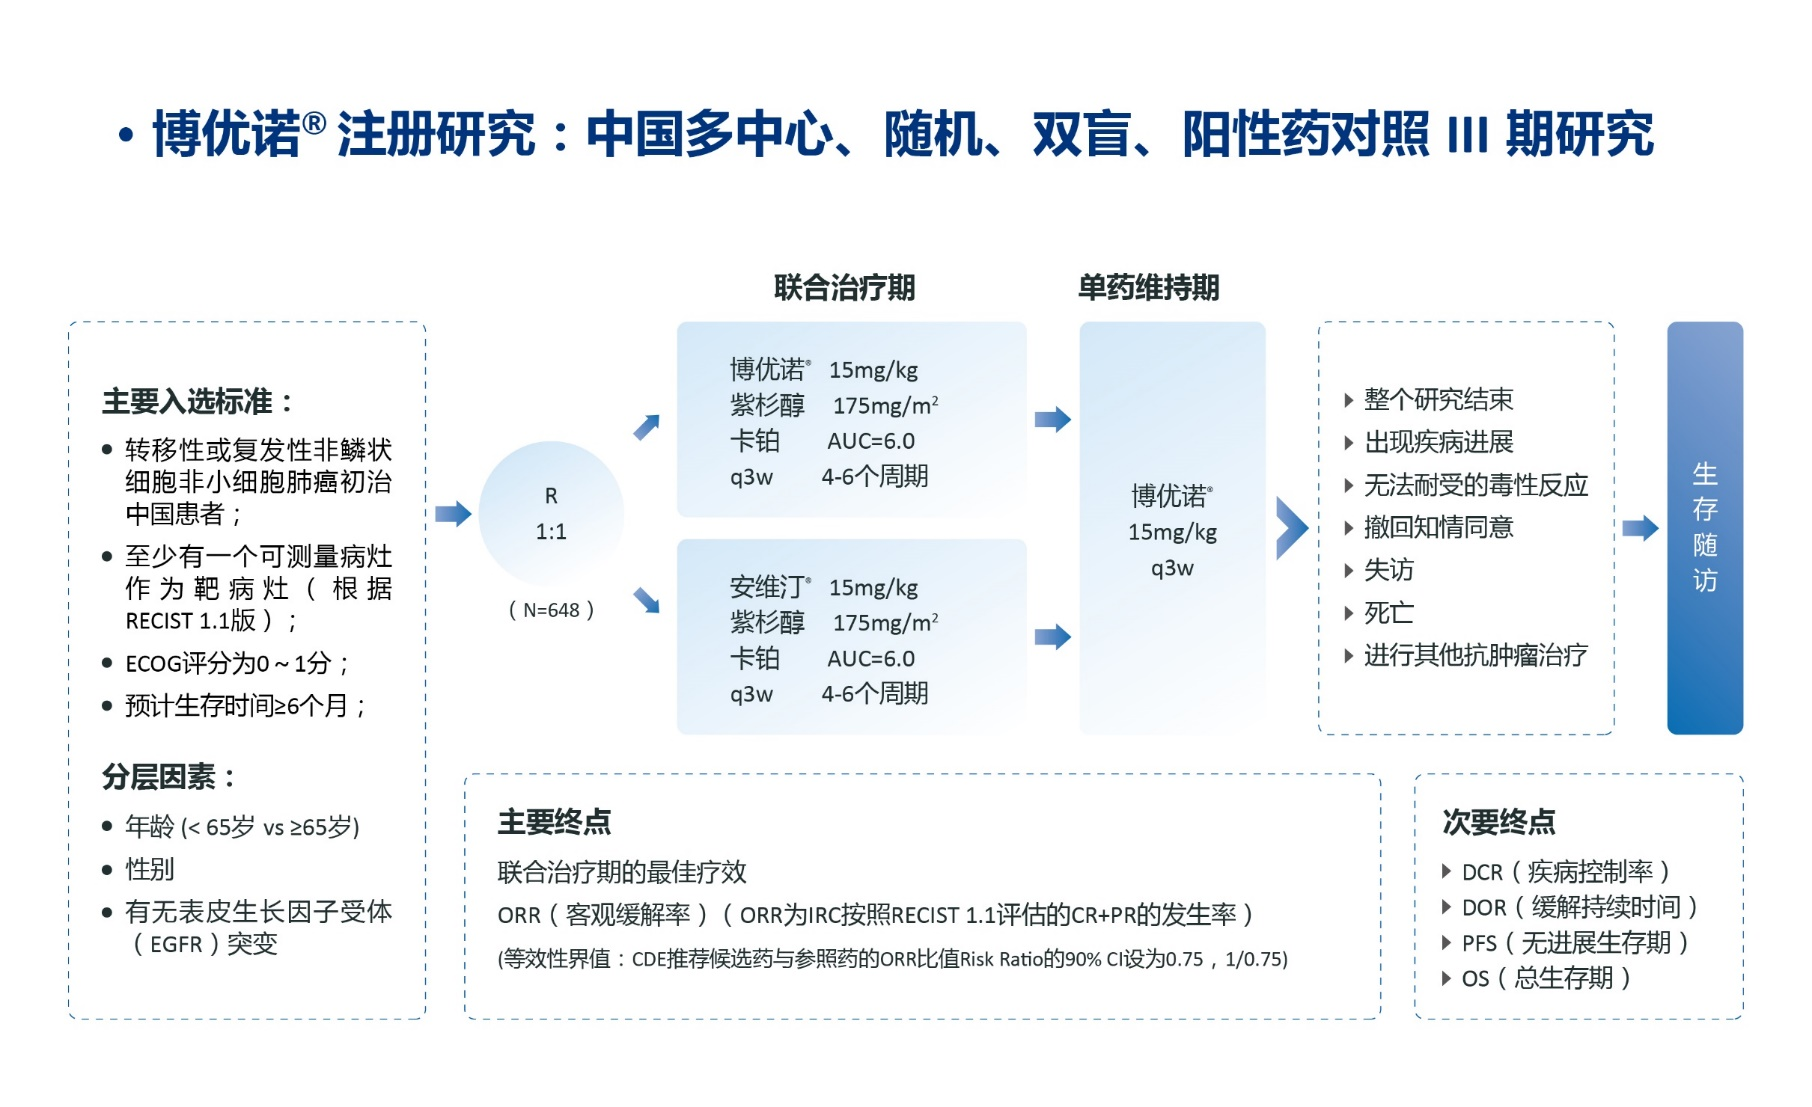 • 博优诺® 注册研究：中国多中心、随机、双盲、阳性药对照 III 期研究
主要入选标准：
• 转移性或复发性非鳞状
细胞非小细胞肺癌初治
中国患者；
• 至少有一个可测量病灶
作为靶病灶（根据
RECIST 1.1版）；
• ECOG评分为0～1分；
• 预计生存时间≥6个月；
分层因素：
• 年龄 (< 65岁 vs ≥65岁)
• 性别
• 有无表皮生长因子受体
（EGFR）突变
R
1:1
（N=648）
联合治疗期
博优诺® 15mg/kg
紫杉醇 175mg/m²
卡铂 AUC=6.0
q3w 4-6个周期
安维汀® 15mg/kg
紫杉醇 175mg/m²
卡铂 AUC=6.0
q3w 4-6个周期
单药维持期
博优诺®
15mg/kg
q3w
整个研究结束
出现疾病进展
无法耐受的毒性反应
撤回知情同意
失访
死亡
进行其他抗肿瘤治疗
生存随访
主要终点
联合治疗期的最佳疗效
ORR（客观缓解率）（ORR为IRC按照RECIST 1.1评估的CR+PR的发生率）
(等效性界值：CDE推荐候选药与参照药的ORR比值Risk Ratio的90% CI设为0.75，1/0.75)
次要终点
DCR（疾病控制率）
DOR（缓解持续时间）
PFS（无进展生存期）
OS（总生存期）